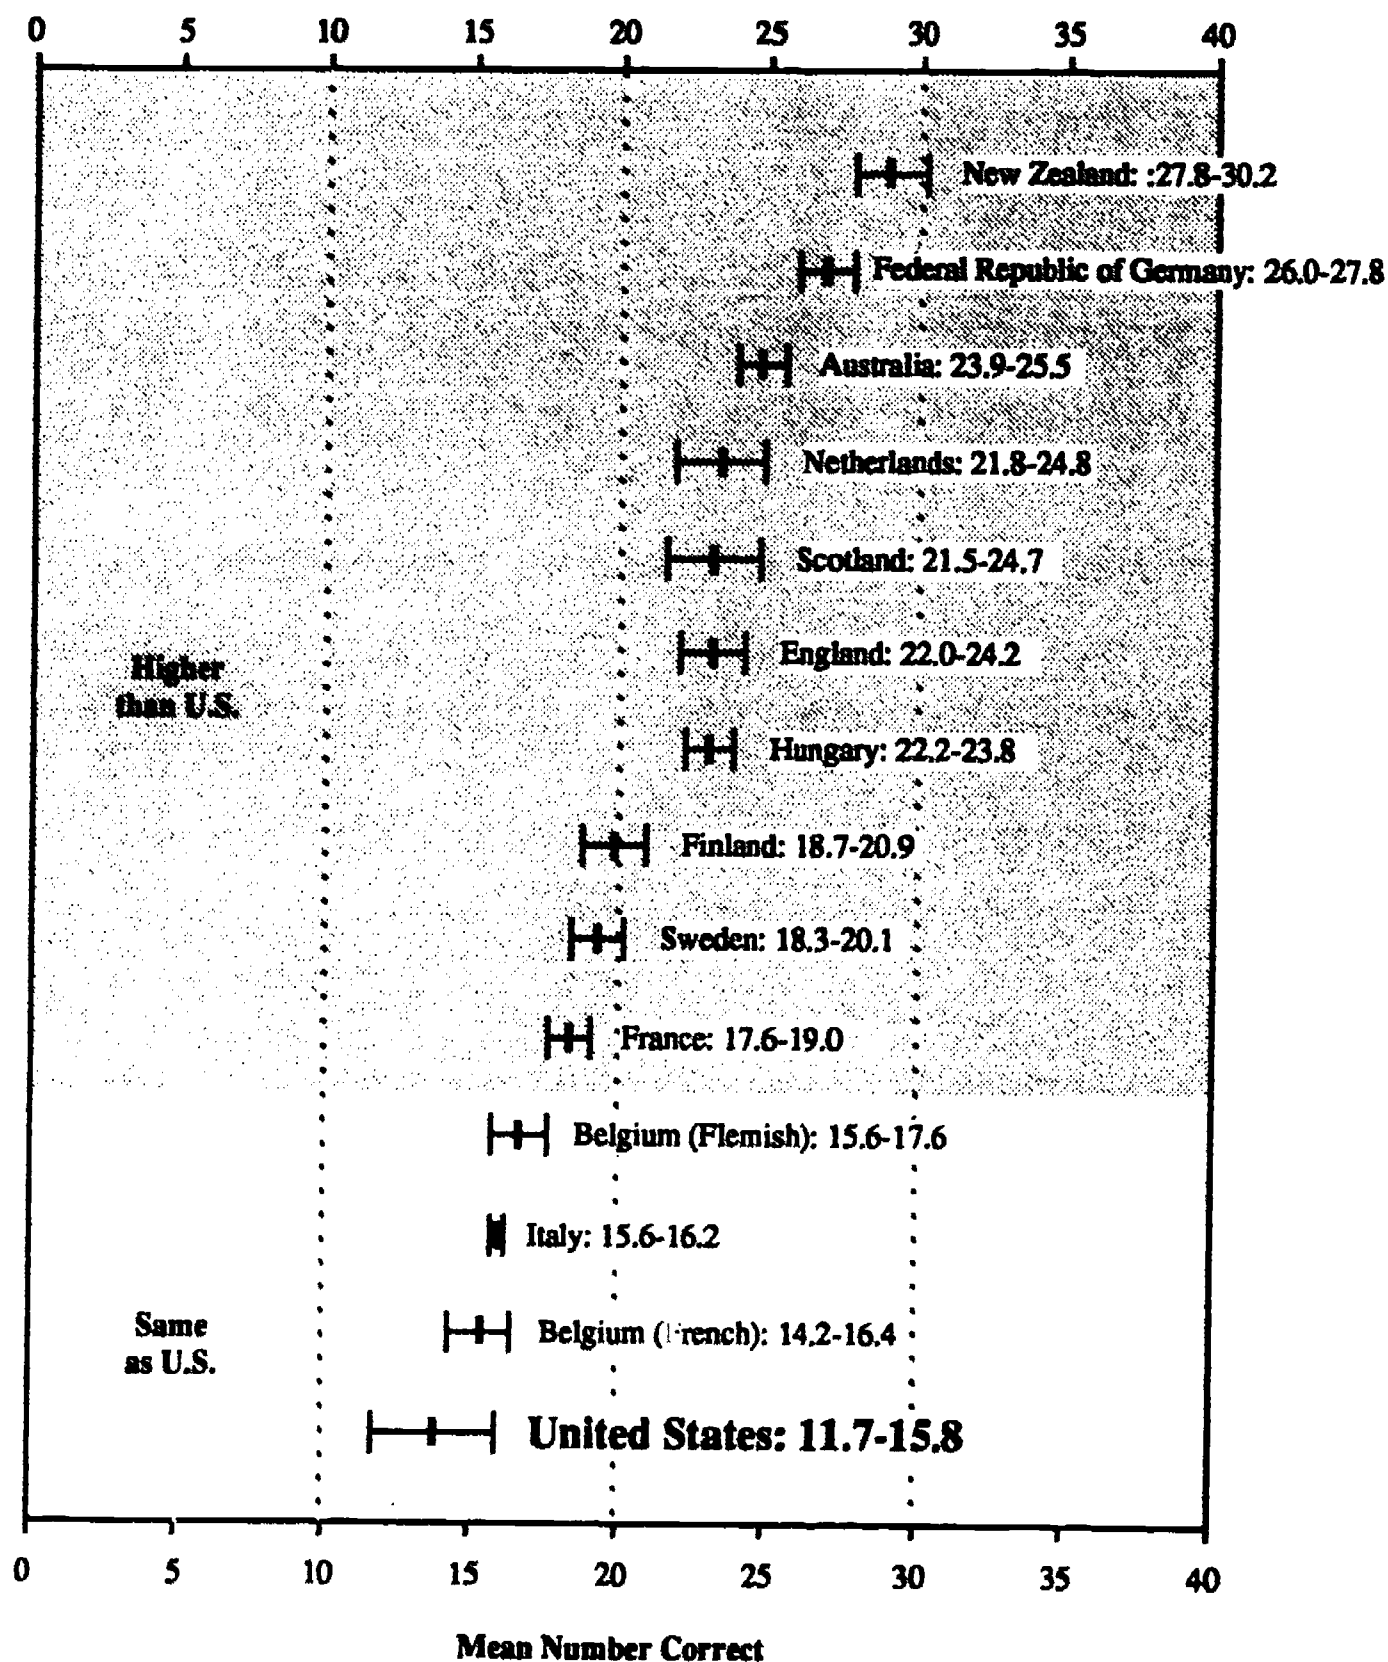 0 5 10 15 20 25 30 35 40
New Zealand: :27.8-30.2
Federal Republic of Germany: 26.0-27.8
Australia: 23.9-25.5
Netherlands: 21.8-24.8
Scotland: 21.5-24.7
England: 22.0-24.2
Higher
than U.S.
Hungary: 22.2-23.8
Finland: 18.7-20.9
Sweden: 18.3-20.1
France: 17.6-19.0
Belgium (Flemish): 15.6-17.6
Italy: 15.6-16.2
Same
as U.S.
Belgium (French): 14.2-16.4
United States: 11.7-15.8
0 5 10 15 20 25 30 35 40
Mean Number Correct